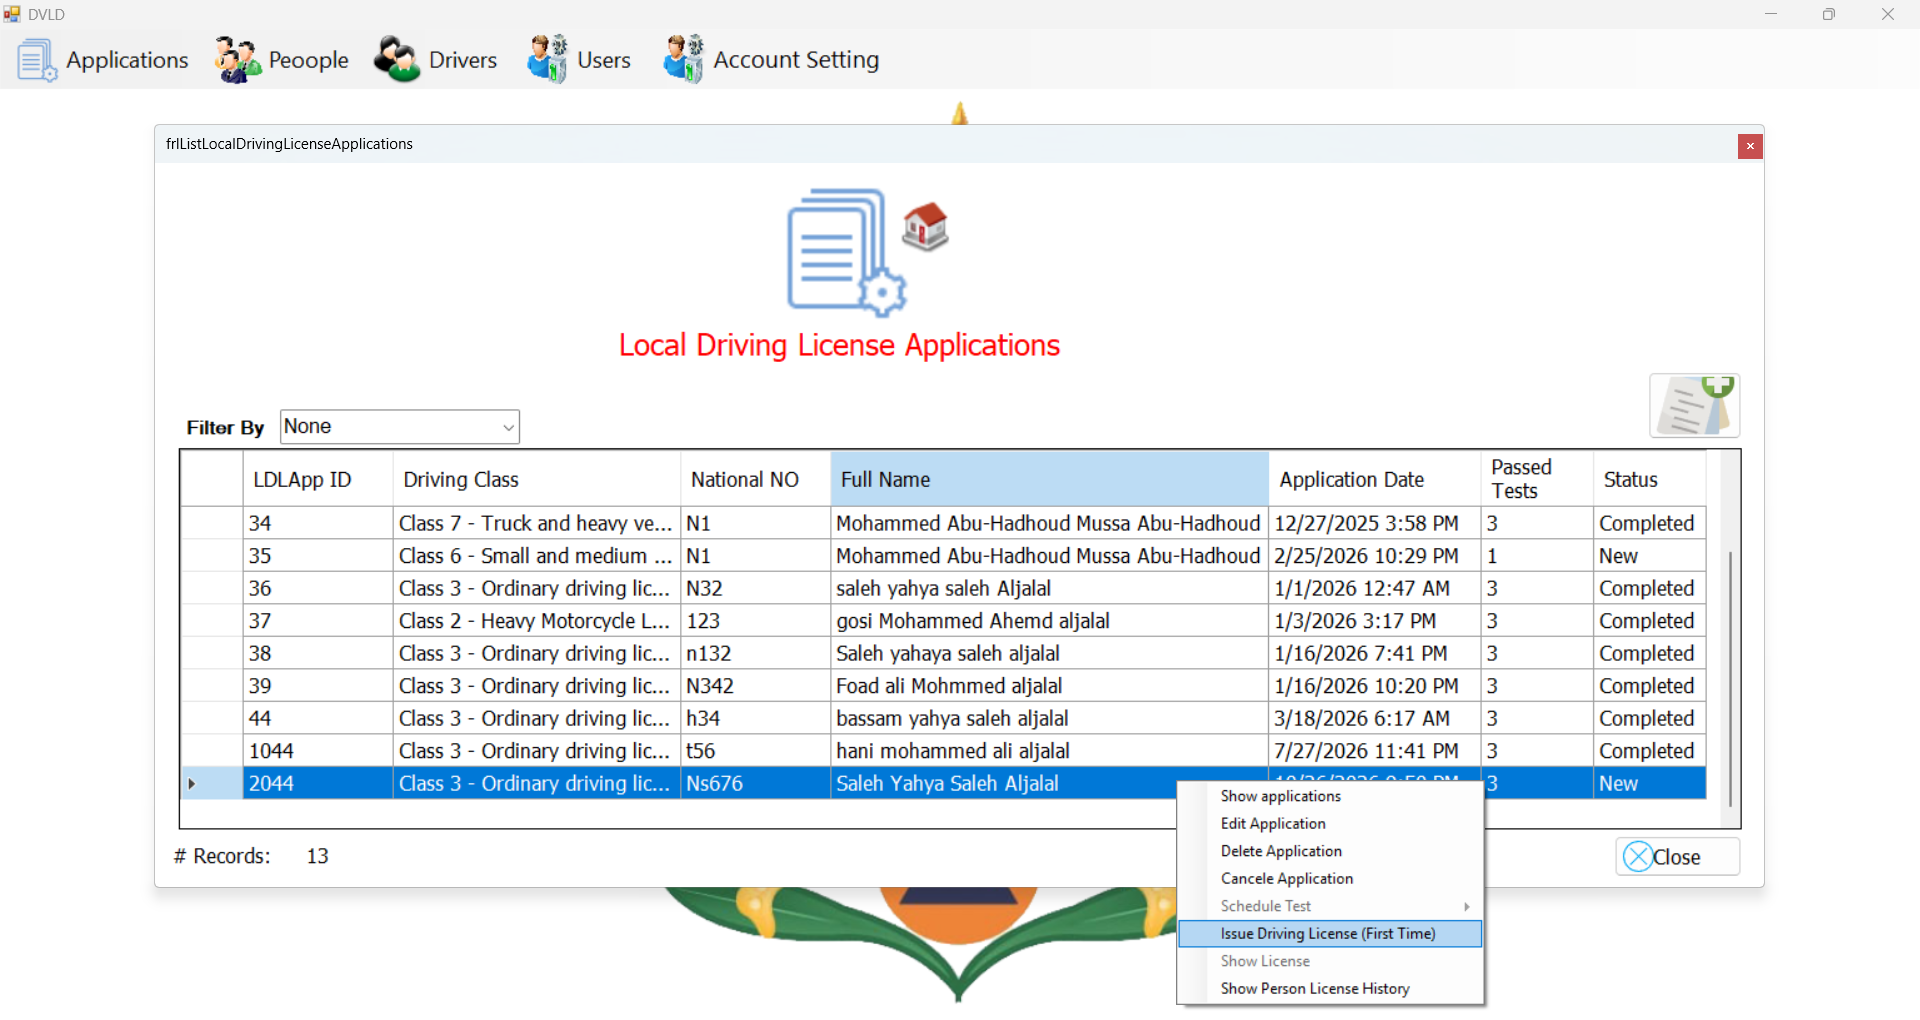 DVLD
Applications Peoople Drivers Users Account Setting
frlListLocalDrivingLicenseApplications
Local Driving License Applications
Filter By None
LDLApp ID Driving Class National NO Full Name Application Date Passed Tests Status
34 Class 7 - Truck and heavy ve... N1 Mohammed Abu-Hadhoud Mussa Abu-Hadhoud 12/27/2025 3:58 PM 3 Completed
35 Class 6 - Small and medium ... N1 Mohammed Abu-Hadhoud Mussa Abu-Hadhoud 2/25/2026 10:29 PM 1 New
36 Class 3 - Ordinary driving lic... N32 saleh yahya saleh Aljalal 1/1/2026 12:47 AM 3 Completed
37 Class 2 - Heavy Motorcycle L... 123 gosi Mohammed Ahemd aljalal 1/3/2026 3:17 PM 3 Completed
38 Class 3 - Ordinary driving lic... n132 Saleh yahaya saleh aljalal 1/16/2026 7:41 PM 3 Completed
39 Class 3 - Ordinary driving lic... N342 Foad ali Mohmmed aljalal 1/16/2026 10:20 PM 3 Completed
44 Class 3 - Ordinary driving lic... h34 bassam yahya saleh aljalal 3/18/2026 6:17 AM 3 Completed
1044 Class 3 - Ordinary driving lic... t56 hani mohammed ali aljalal 7/27/2026 11:41 PM 3 Completed
2044 Class 3 - Ordinary driving lic... Ns676 Saleh Yahya Saleh Aljalal 3 New
Show applications
Edit Application
Delete Application
Cancele Application
Schedule Test
Issue Driving License (First Time)
Show License
Show Person License History
# Records: 13
Close